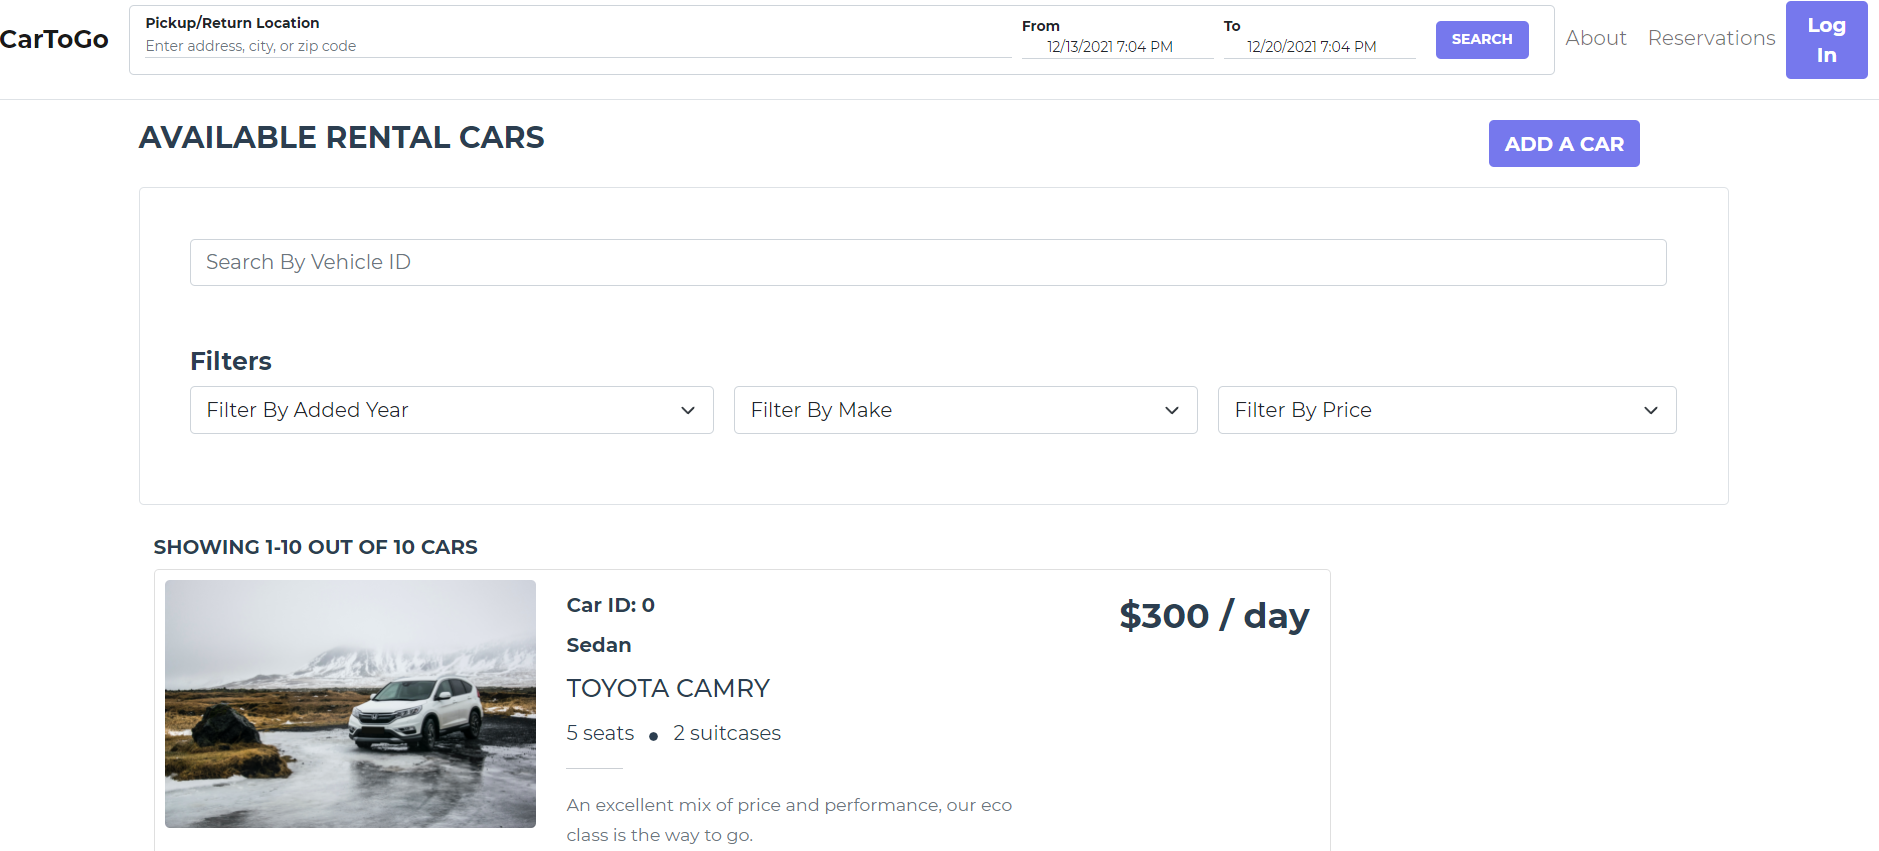 CarToGo
Pickup/Return Location
Enter address, city, or zip code
From
12/13/2021 7:04 PM
To
12/20/2021 7:04 PM
SEARCH
About
Reservations
Log
In
AVAILABLE RENTAL CARS
ADD A CAR
Search By Vehicle ID
Filters
Filter By Added Year
Filter By Make
Filter By Price
SHOWING 1-10 OUT OF 10 CARS
Car ID: 0
$300 / day
Sedan
TOYOTA CAMRY
5 seats ● 2 suitcases
An excellent mix of price and performance, our eco
class is the way to go.